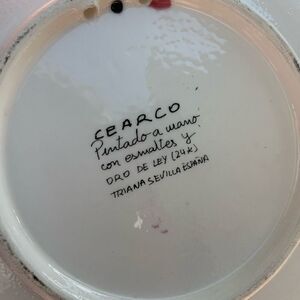 CEARCO
Pintado a mano
con esmaltes y
ORO DE LEY (24K)
TRIANA SEVILLA ESPAÑA